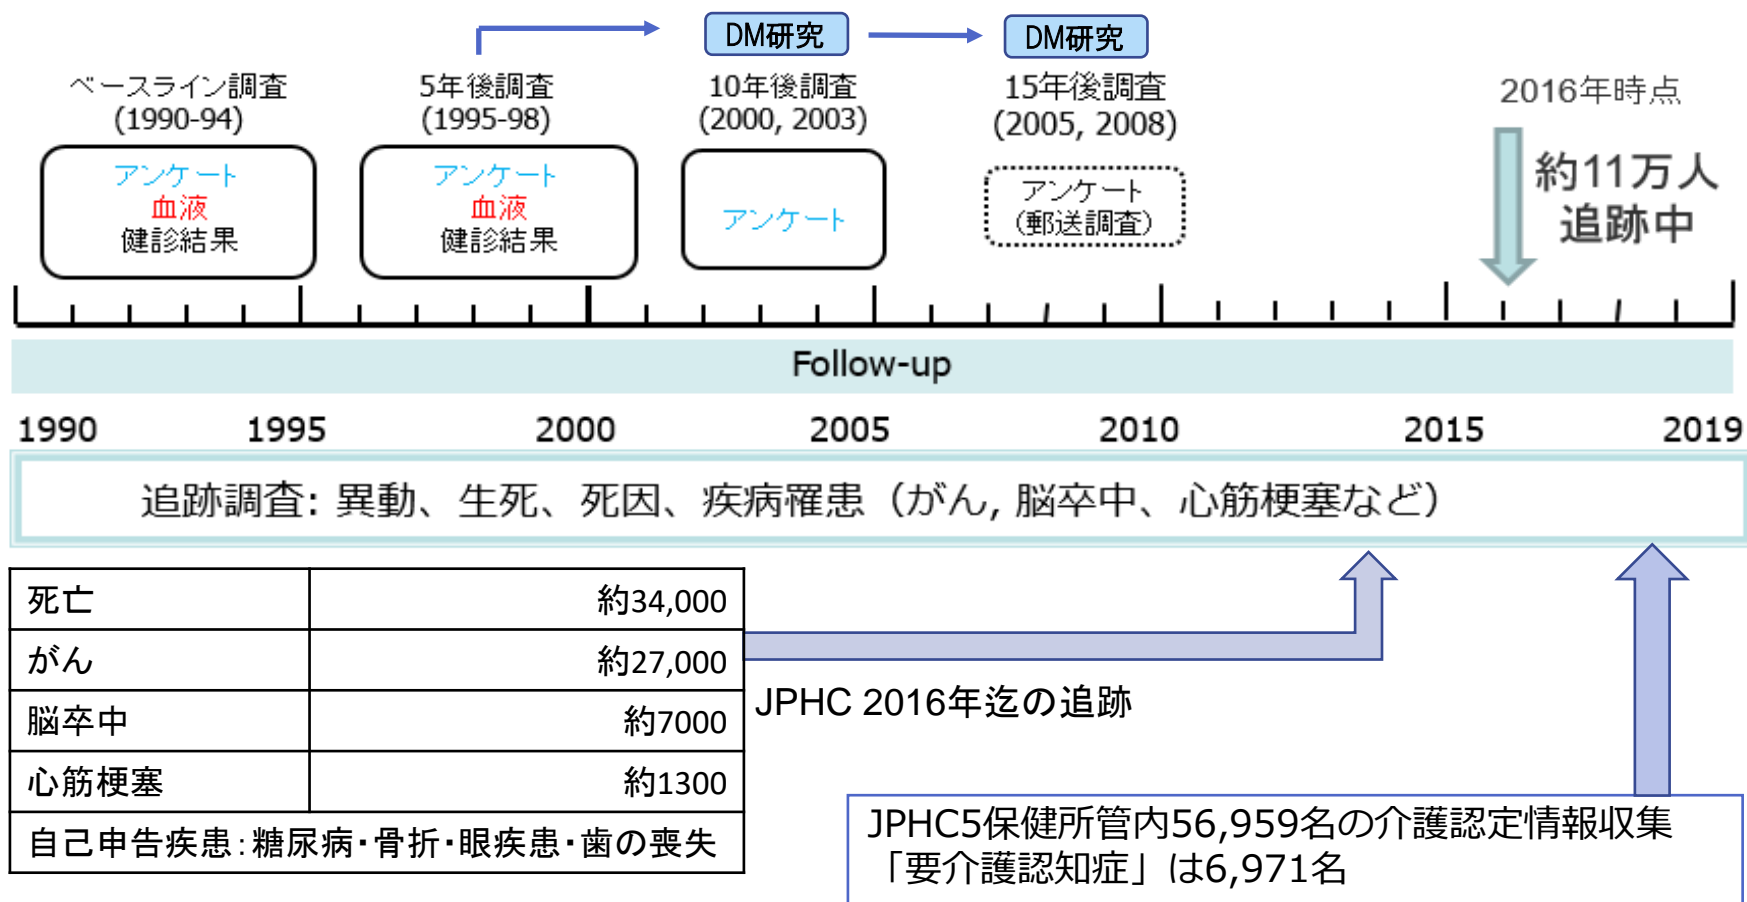 DM研究
DM研究
ベースライン調査
(1990-94)
アンケート
血液
健診結果
5年後調査
(1995-98)
アンケート
血液
健診結果
10年後調査
(2000, 2003)
アンケート
15年後調査
(2005, 2008)
アンケート
(郵送調査)
2016年時点
約11万人
追跡中
Follow-up
1990 1995 2000 2005 2010 2015 2019
追跡調査: 異動、生死、死因、疾病罹患（がん, 脳卒中、心筋梗塞など）
死亡 約34,000
がん 約27,000
脳卒中 約7000
心筋梗塞 約1300
自己申告疾患:糖尿病・骨折・眼疾患・歯の喪失
JPHC 2016年迄の追跡
JPHC5保健所管内56,959名の介護認定情報収集
「要介護認知症」は6,971名